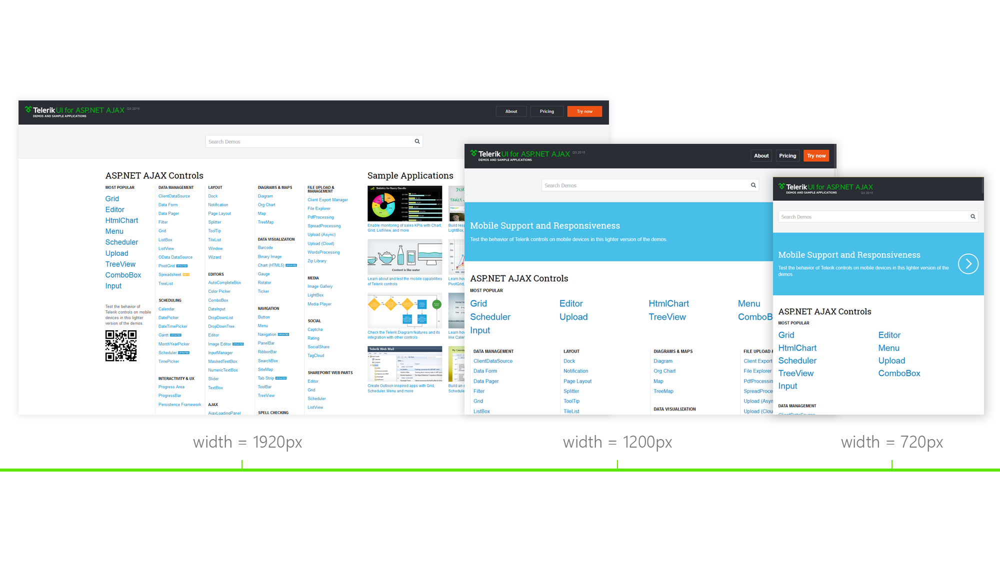 Telerik UI for ASP.NET AJAX Q3 2015
DEMOS AND SAMPLE APPLICATIONS
About
Pricing
Try now
Search Demos
ASP.NET AJAX Controls
MOST POPULAR
Grid
Editor
HtmlChart
Menu
Scheduler
Upload
TreeView
ComboBox
Input
Test the behavior of
Telerik controls on mobile
devices in this lighter
version of the demos.
DATA MANAGEMENT
ClientDataSource
Data Form
Data Pager
Filter
Grid
ListBox
ListView
OData DataSource
PivotGrid UPDATED
Spreadsheet BETA
TreeList
SCHEDULING
Calendar
DatePicker
DateTimePicker
Gantt UPDATED
MonthYearPicker
Scheduler UPDATED
TimePicker
INTERACTIVITY & UX
Progress Area
ProgressBar
Persistence Framework
LAYOUT
Dock
Notification
Page Layout
Splitter
ToolTip
TileList
Window
Wizard
EDITORS
AutoCompleteBox
Color Picker
ComboBox
DateInput
DropDownList
DropDownTree
Editor
Image Editor UPDATED
InputManager
MaskedTextBox
NumericTextBox
Slider
TextBox
AJAX
AjaxLoadingPanel
DIAGRAMS & MAPS
Diagram
Org Chart
Map
TreeMap
DATA VISUALIZATION
Barcode
Binary Image
Chart (HTML5) UPDATED
Gauge
Rotator
Ticker
NAVIGATION
Button
Menu
Navigation UPDATED
PanelBar
RibbonBar
SearchBox
SiteMap
Tab Strip UPDATED
ToolBar
TreeView
SPELL CHECKING
FILE UPLOAD &
MANAGEMENT
Client Export Manager
File Explorer
PdfProcessing
SpreadProcessing
Upload (Async)
Upload (Cloud)
WordsProcessing
Zip Library
MEDIA
Image Gallery
LightBox
Media Player
SOCIAL
Captcha
Rating
SocialShare
TagCloud
SHAREPOINT WEB PARTS
Editor
Grid
Scheduler
ListView
Sample Applications
Statistics for Nancy Davolio
Enable monitoring of sales KPIs with Chart,
Grid, ListView, and more
Content is like water
Learn about and test the mobile capabilities
of Telerik controls
Check the Telerik Diagram features and its
integration with other controls
Telerik Web Mail
Create Outlook-inspired apps with Grid,
Scheduler, Menu and more
Build res
LightBox,
Learn how
PivotGrid,
Learn how
like Caler
My Calenda
Build an e
Schedule
Telerik UI for ASP.NET AJAX Q3 2015
DEMOS AND SAMPLE APPLICATIONS
About
Pricing
Try now
Search Demos
Mobile Support and Responsiveness
Test the behavior of Telerik controls on mobile devices in this lighter version of the demos.
ASP.NET AJAX Controls
MOST POPULAR
Grid
Editor
HtmlChart
Menu
Scheduler
Upload
TreeView
ComboB
Input
DATA MANAGEMENT
ClientDataSource
Data Form
Data Pager
Filter
Grid
ListBox
LAYOUT
Dock
Notification
Page Layout
Splitter
ToolTip
TileList
DIAGRAMS & MAPS
Diagram
Org Chart
Map
TreeMap
DATA VISUALIZATION
FILE UPLOAD &
Client Export
File Explorer
PdfProcessin
SpreadProce
Upload (Asyn
Upload (Clou
Telerik UI for ASP.NET AJAX
DEMOS AND SAMPLE APPLICATIONS
Q3 2015
Search Demos
Mobile Support and Responsiveness
Test the behavior of Telerik controls on mobile devices in this lighter version of the
demos.
ASP.NET AJAX Controls
MOST POPULAR
Grid
Editor
HtmlChart
Menu
Scheduler
Upload
TreeView
ComboBox
Input
DATA MANAGEMENT
ClientDataSource
width = 1920px
width = 1200px
width = 720px